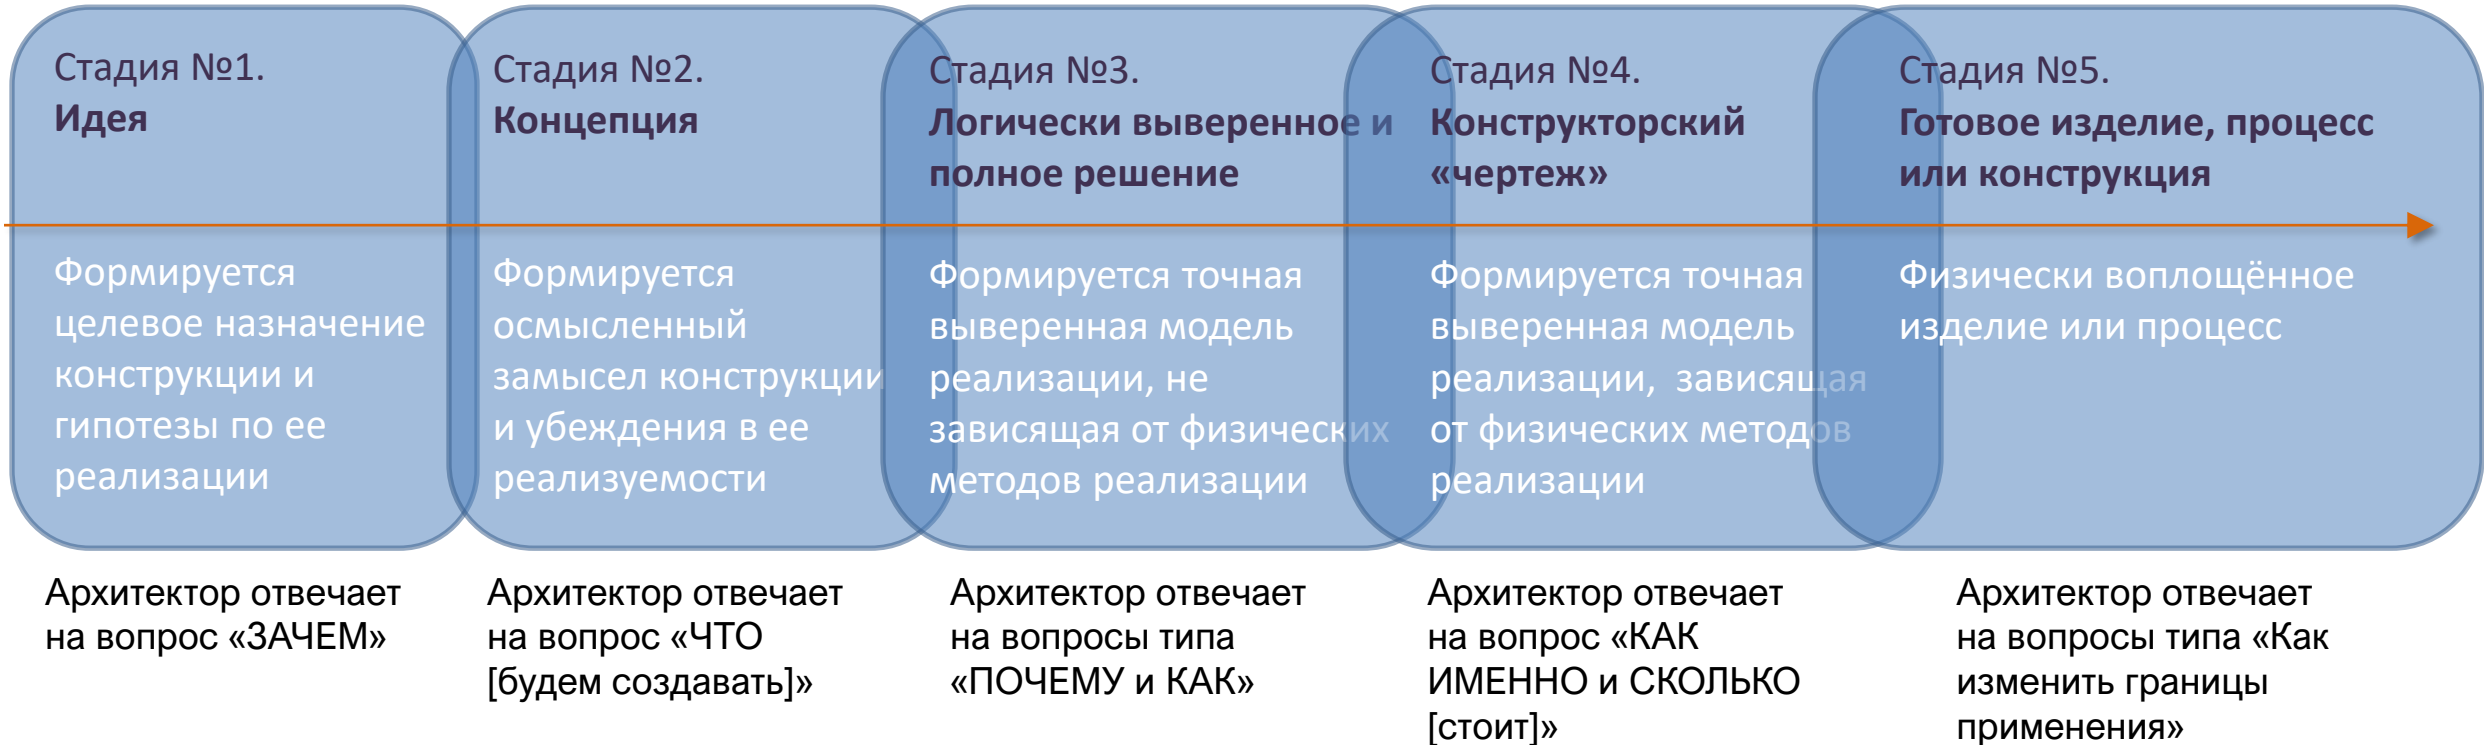 Стадия №1.
Идея
Формируется
целевое назначение
конструкции и
гипотезы по ее
реализации
Архитектор отвечает
на вопрос «ЗАЧЕМ»
Стадия №2.
Концепция
Формируется
осмысленный
замысел конструкции
и убеждения в ее
реализуемости
Архитектор отвечает
на вопрос «ЧТО
[будем создавать]»
Стадия №3.
Логически выверенное и
полное решение
Формируется точная
выверенная модель
реализации, не
зависящая от физических
методов реализации
Архитектор отвечает
на вопросы типа
«ПОЧЕМУ и КАК»
Стадия №4.
Конструкторский
«чертеж»
Формируется точная
выверенная модель
реализации, зависящая
от физических методов
реализации
Архитектор отвечает
на вопрос «КАК
ИМЕННО и СКОЛЬКО
[стоит]»
Стадия №5.
Готовое изделие, процесс
или конструкция
Физически воплощённое
изделие или процесс
Архитектор отвечает
на вопросы типа «Как
изменить границы
применения»